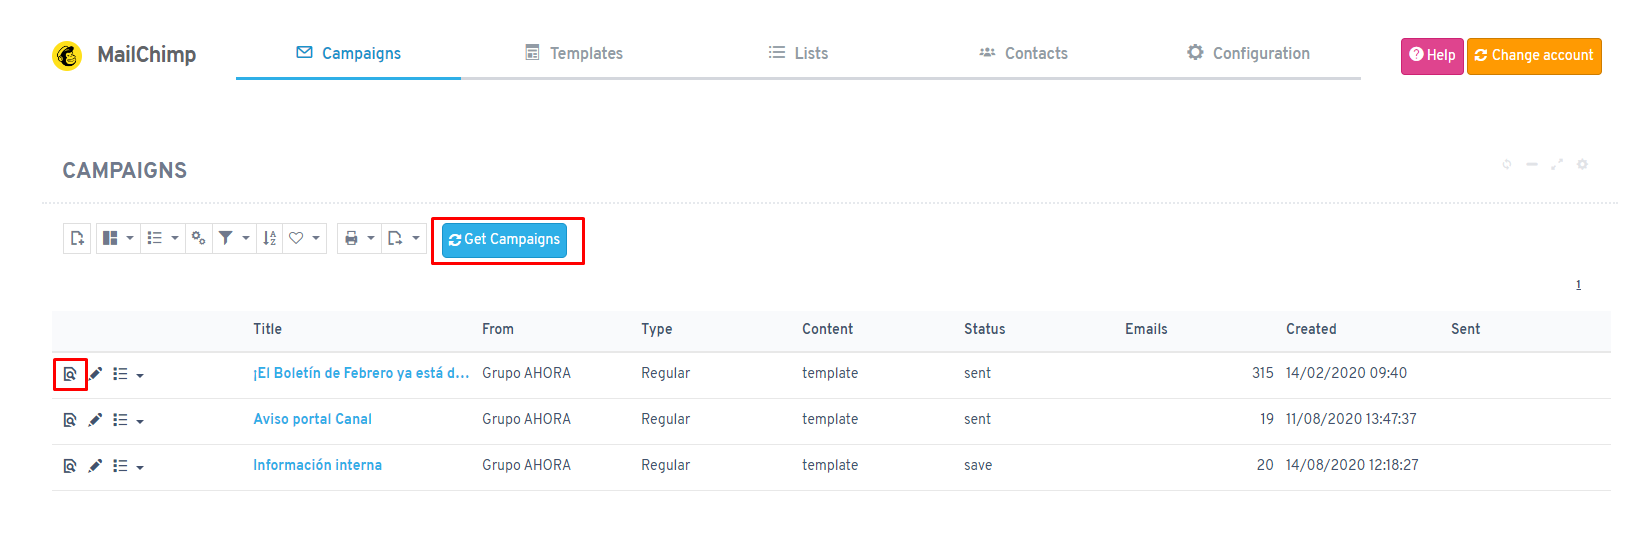 MailChimp Campaigns Templates Lists Contacts Configuration Help Change account
CAMPAIGNS
Get Campaigns
1
Title From Type Content Status Emails Created Sent
¡El Boletín de Febrero ya está d... Grupo AHORA Regular template sent 315 14/02/2020 09:40
Aviso portal Canal Grupo AHORA Regular template sent 19 11/08/2020 13:47:37
Información interna Grupo AHORA Regular template save 20 14/08/2020 12:18:27